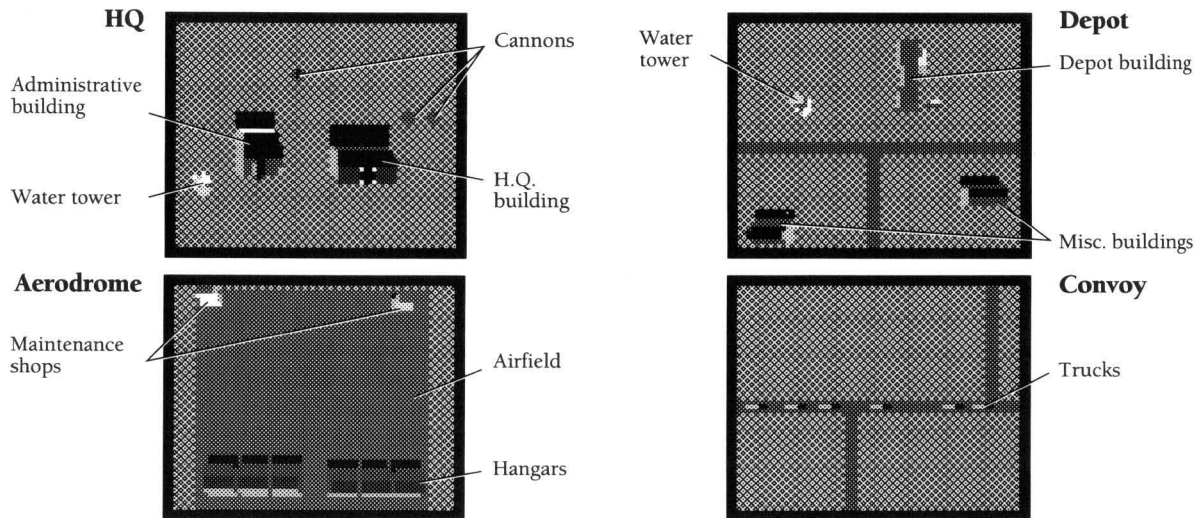 HQ
Cannons
Administrative
building
Water tower
H.Q.
building
Depot
Water
tower
Depot building
Misc. buildings
Aerodrome
Maintenance
shops
Airfield
Hangars
Convoy
Trucks